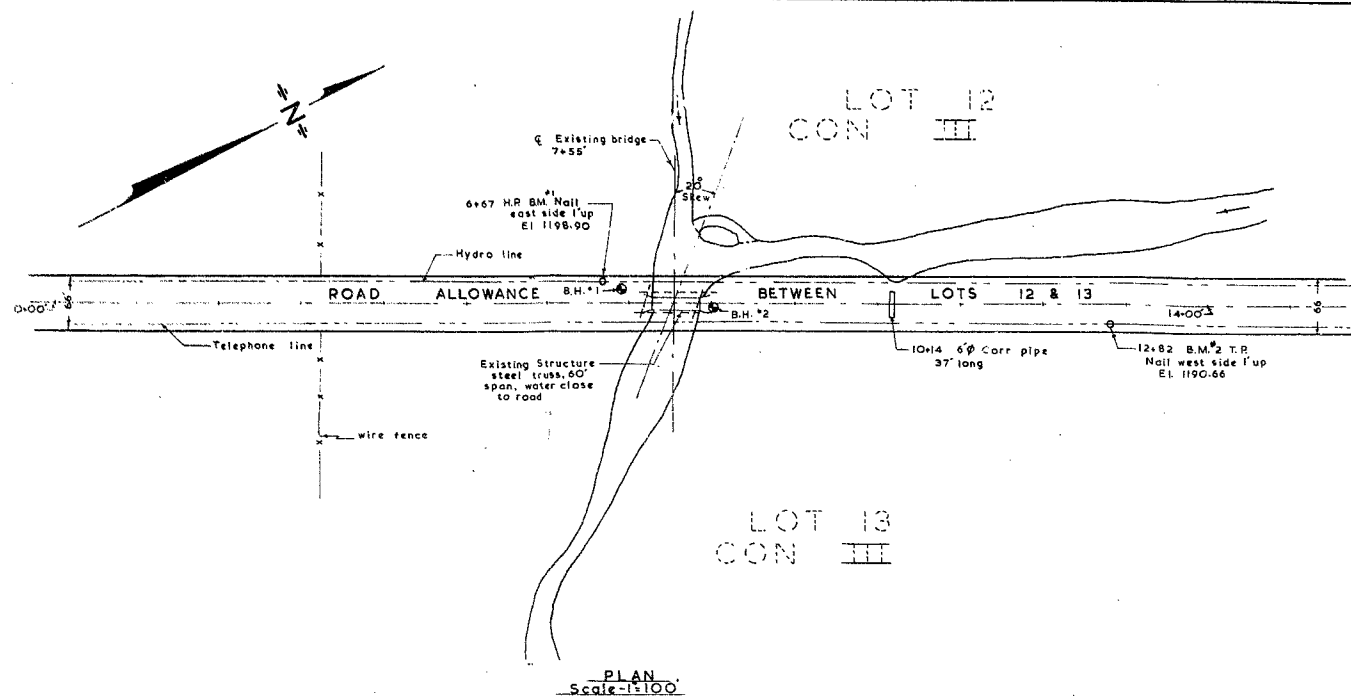 LOT 12
CON III
N
℄ Existing bridge
7+55'
20°
Skew
6+67 H.P. B.M. #1 Nail
east side 1' up
El 1198.90
Hydro line
ROAD ALLOWANCE BETWEEN LOTS 12 & 13
B.H. #1
B.H. #2
0+00
66'
14+00
66
Telephone line
10+14 6'φ Corr pipe
37' long
12+82 B.M. #2 T.P.
Nail west side 1' up
El. 1190.66
Existing Structure
steel truss, 60'
span, water close
to road
wire fence
LOT 13
CON III
PLAN
Scale-1"=100'